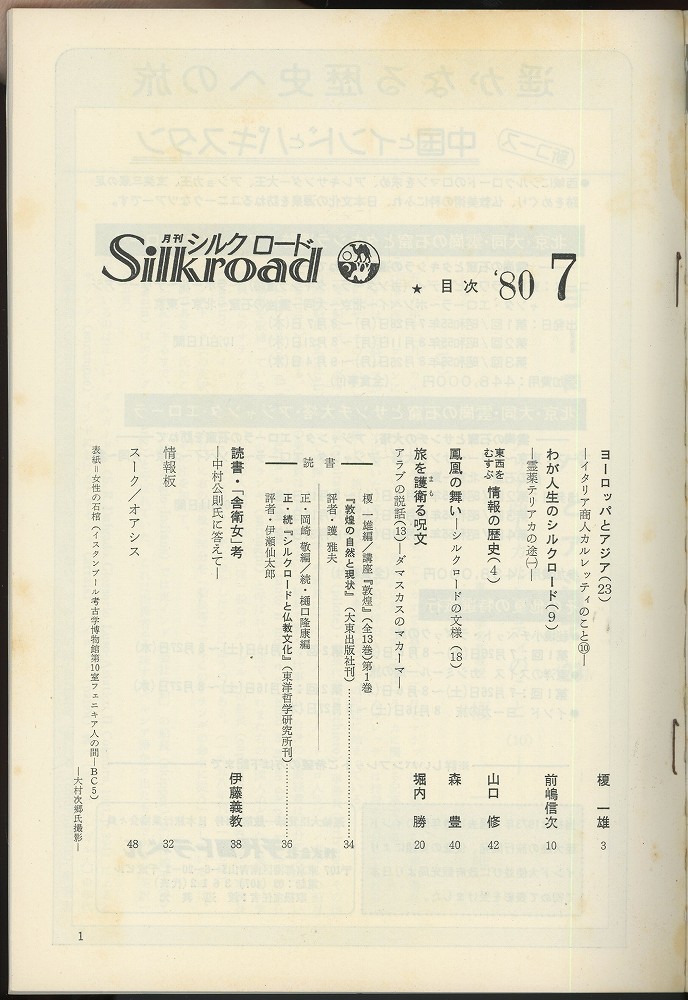 月刊 シルクロード
Silkroad
★ 目次 '80 7
ヨーロッパとアジア(23)
―イタリア商人カルレッティのこと⑩― 榎 一雄 3
わが人生のシルクロード(9)
―霊薬テリアカの途㈠― 前嶋信次 10
東西をむすぶ 情報の歴史(4) 山口 修 42
鳳凰の舞い―シルクロードの文様(18) 森 豊 40
旅を護衛る呪文
まも
アラブの説話(13)―ダマスカスのマカーマ― 堀内 勝 20
読書
榎 一雄編/講座『敦煌』(全13巻)第1巻
『敦煌の自然と現状』(大東出版社刊)…………34
評者・護 雅夫
正・岡崎 敬編/続・樋口隆康編
正・続『シルクロードと仏教文化』(東洋哲学研究所刊)…………36
評者・伊瀬仙太郎
読書・「舎衛女」考
―中村公則氏に答えて― 伊藤義教 38
情報板 32
スーク/オアシス 48
表紙=女性の石棺(イスタンブール考古学博物館第10室フェニキア人の間―BC5)
―大村次郷氏撮影―
1